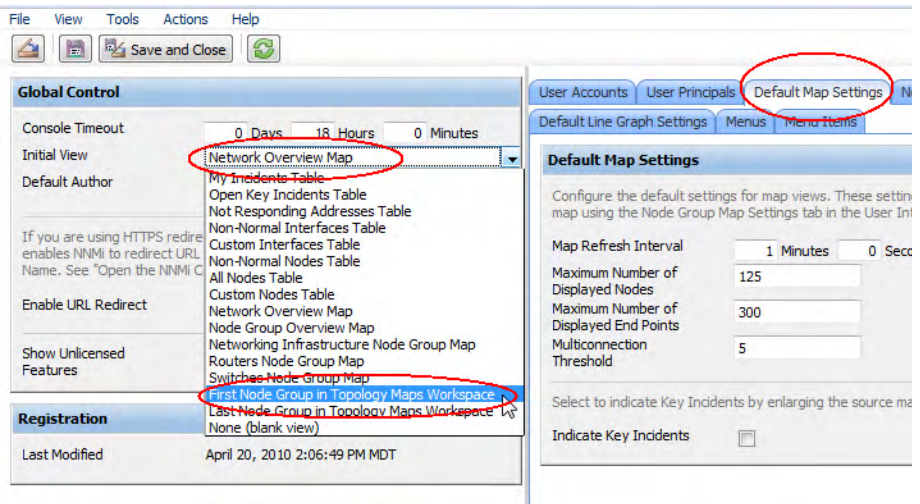 File View Tools Actions Help
Save and Close
Global Control
Console Timeout 0 Days 18 Hours 0 Minutes
Initial View Network Overview Map
Default Author
My Incidents Table
Open Key Incidents Table
Not Responding Addresses Table
Non-Normal Interfaces Table
Custom Interfaces Table
Non-Normal Nodes Table
All Nodes Table
Custom Nodes Table
Network Overview Map
Node Group Overview Map
Networking Infrastructure Node Group Map
Routers Node Group Map
Switches Node Group Map
First Node Group in Topology Maps Workspace
Last Node Group in Topology Maps Workspace
None (blank view)
If you are using HTTPS redire
enables NNMi to redirect URL
Name. See "Open the NNMi C
Enable URL Redirect
Show Unlicensed
Features
Registration
Last Modified April 20, 2010 2:06:49 PM MDT
User Accounts User Principals Default Map Settings
Default Line Graph Settings Menus Menu Items
Default Map Settings
Configure the default settings for map views. These setting
map using the Node Group Map Settings tab in the User Int
Map Refresh Interval 1 Minutes 0 Seco
Maximum Number of
Displayed Nodes 125
Maximum Number of
Displayed End Points 300
Multiconnection
Threshold 5
Select to indicate Key Incidents by enlarging the source ma
Indicate Key Incidents